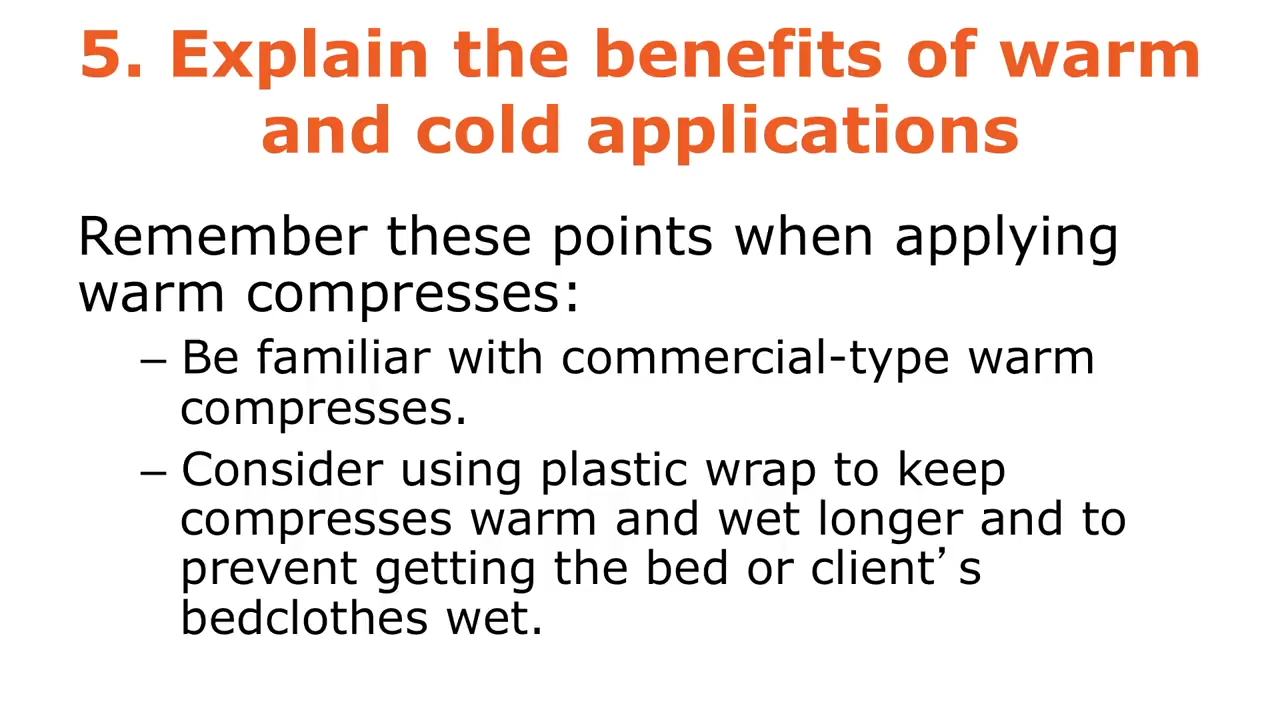 5. Explain the benefits of warm
and cold applications
Remember these points when applying
warm compresses:
– Be familiar with commercial-type warm
compresses.
– Consider using plastic wrap to keep
compresses warm and wet longer and to
prevent getting the bed or client’s
bedclothes wet.